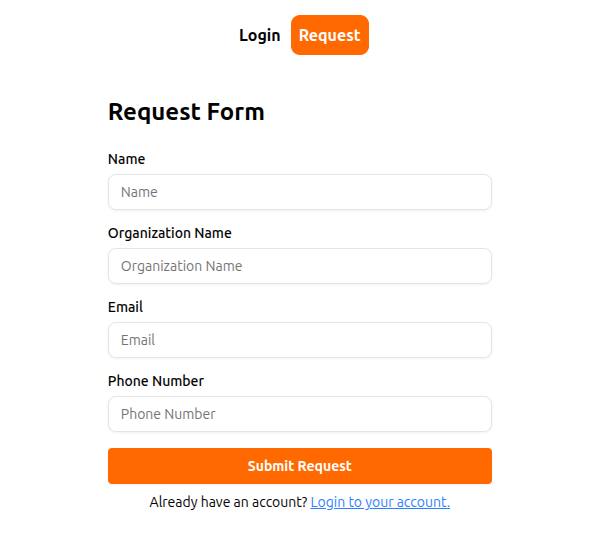 Login Request
Request Form
Name
Name
Organization Name
Organization Name
Email
Email
Phone Number
Phone Number
Submit Request
Already have an account? Login to your account.